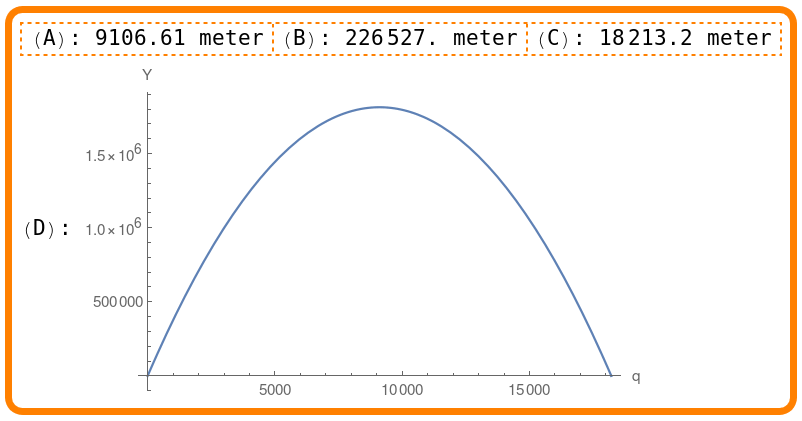 (A): 9106.61 meter (B): 226527. meter (C): 18213.2 meter
Y
1.5×10^6
1.0×10^6
(D):
500000
q
5000 10000 15000